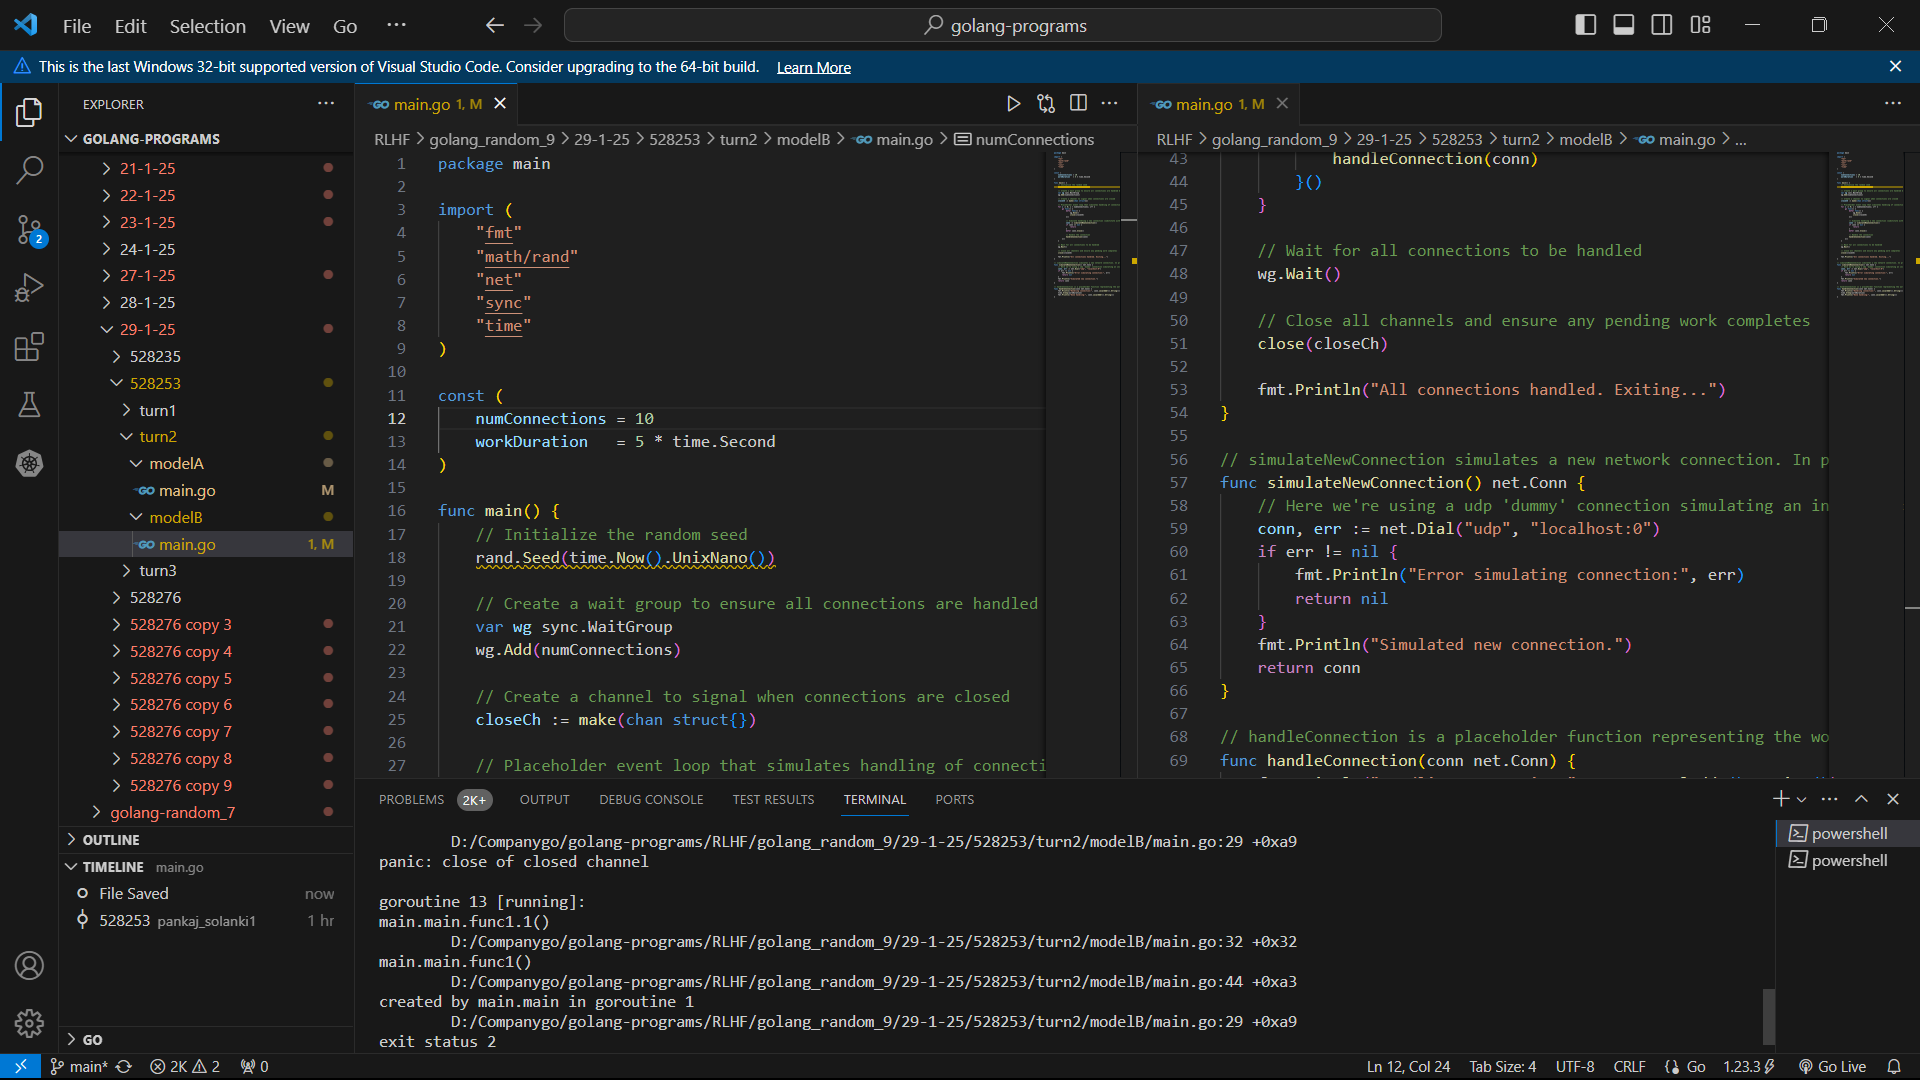 File Edit Selection View Go ··· golang-programs
This is the last Windows 32-bit supported version of Visual Studio Code. Consider upgrading to the 64-bit build. Learn More
EXPLORER
GOLANG-PROGRAMS
21-1-25
22-1-25
23-1-25
24-1-25
27-1-25
28-1-25
29-1-25
528235
528253
turn1
turn2
modelA
main.go M
modelB
main.go 1, M
turn3
528276
528276 copy 3
528276 copy 4
528276 copy 5
528276 copy 6
528276 copy 7
528276 copy 8
528276 copy 9
golang-random_7
OUTLINE
TIMELINE main.go
File Saved now
528253 pankaj_solanki1 1 hr
GO
2
main.go 1, M
RLHF > golang_random_9 > 29-1-25 > 528253 > turn2 > modelB > main.go > numConnections
1 package main
2
3 import (
4 "fmt"
5 "math/rand"
6 "net"
7 "sync"
8 "time"
9 )
10
11 const (
12 numConnections = 10
13 workDuration = 5 * time.Second
14 )
15
16 func main() {
17 // Initialize the random seed
18 rand.Seed(time.Now().UnixNano())
19
20 // Create a wait group to ensure all connections are handled
21 var wg sync.WaitGroup
22 wg.Add(numConnections)
23
24 // Create a channel to signal when connections are closed
25 closeCh := make(chan struct{})
26
27 // Placeholder event loop that simulates handling of connecti
main.go 1, M
RLHF > golang_random_9 > 29-1-25 > 528253 > turn2 > modelB > main.go > ...
43 handleConnection(conn)
44 }()
45 }
46
47 // Wait for all connections to be handled
48 wg.Wait()
49
50 // Close all channels and ensure any pending work completes
51 close(closeCh)
52
53 fmt.Println("All connections handled. Exiting...")
54 }
55
56 // simulateNewConnection simulates a new network connection. In p
57 func simulateNewConnection() net.Conn {
58 // Here we're using a udp 'dummy' connection simulating an in
59 conn, err := net.Dial("udp", "localhost:0")
60 if err != nil {
61 fmt.Println("Error simulating connection:", err)
62 return nil
63 }
64 fmt.Println("Simulated new connection.")
65 return conn
66 }
67
68 // handleConnection is a placeholder function representing the wo
69 func handleConnection(conn net.Conn) {
PROBLEMS 2K+ OUTPUT DEBUG CONSOLE TEST RESULTS TERMINAL PORTS
D:/Companygo/golang-programs/RLHF/golang_random_9/29-1-25/528253/turn2/modelB/main.go:29 +0xa9
panic: close of closed channel
goroutine 13 [running]:
main.main.func1.1()
D:/Companygo/golang-programs/RLHF/golang_random_9/29-1-25/528253/turn2/modelB/main.go:32 +0x32
main.main.func1()
D:/Companygo/golang-programs/RLHF/golang_random_9/29-1-25/528253/turn2/modelB/main.go:44 +0xa3
created by main.main in goroutine 1
D:/Companygo/golang-programs/RLHF/golang_random_9/29-1-25/528253/turn2/modelB/main.go:29 +0xa9
exit status 2
powershell
powershell
main* 2K 2 0 Ln 12, Col 24 Tab Size: 4 UTF-8 CRLF Go 1.23.3 Go Live